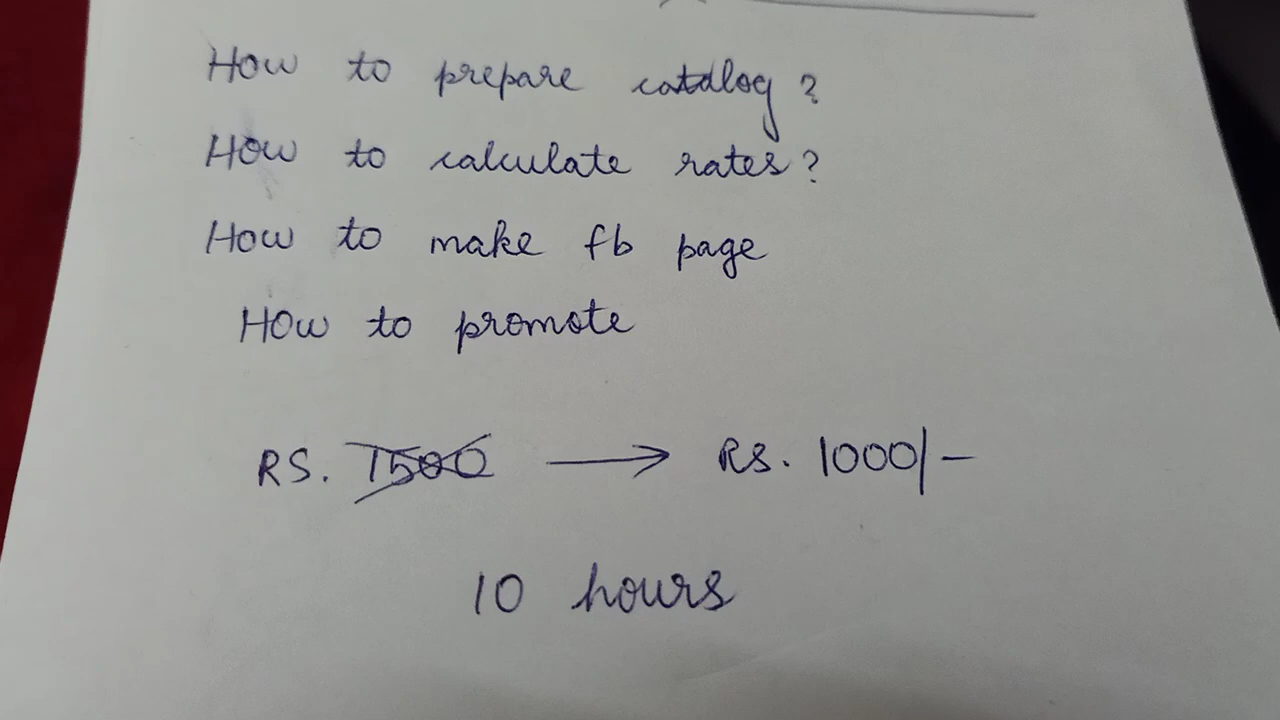 How to prepare catalog?
How to calculate rates?
How to make fb page
How to promote
RS. 1500 → RS. 1000/-
10 hours